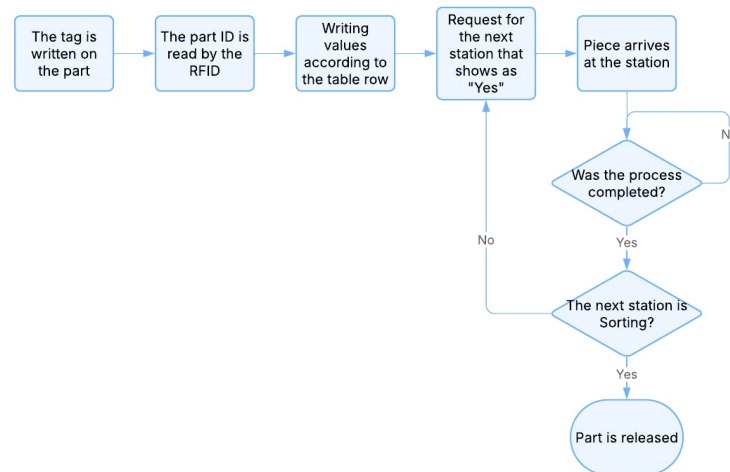 The tag is
written on
the part
The part ID is
read by the
RFID
Writing
values
according to
the table row
Request for
the next
station that
shows as
"Yes"
Piece arrives
at the station
N
Was the process
completed?
Yes
No
The next station is
Sorting?
Yes
Part is released